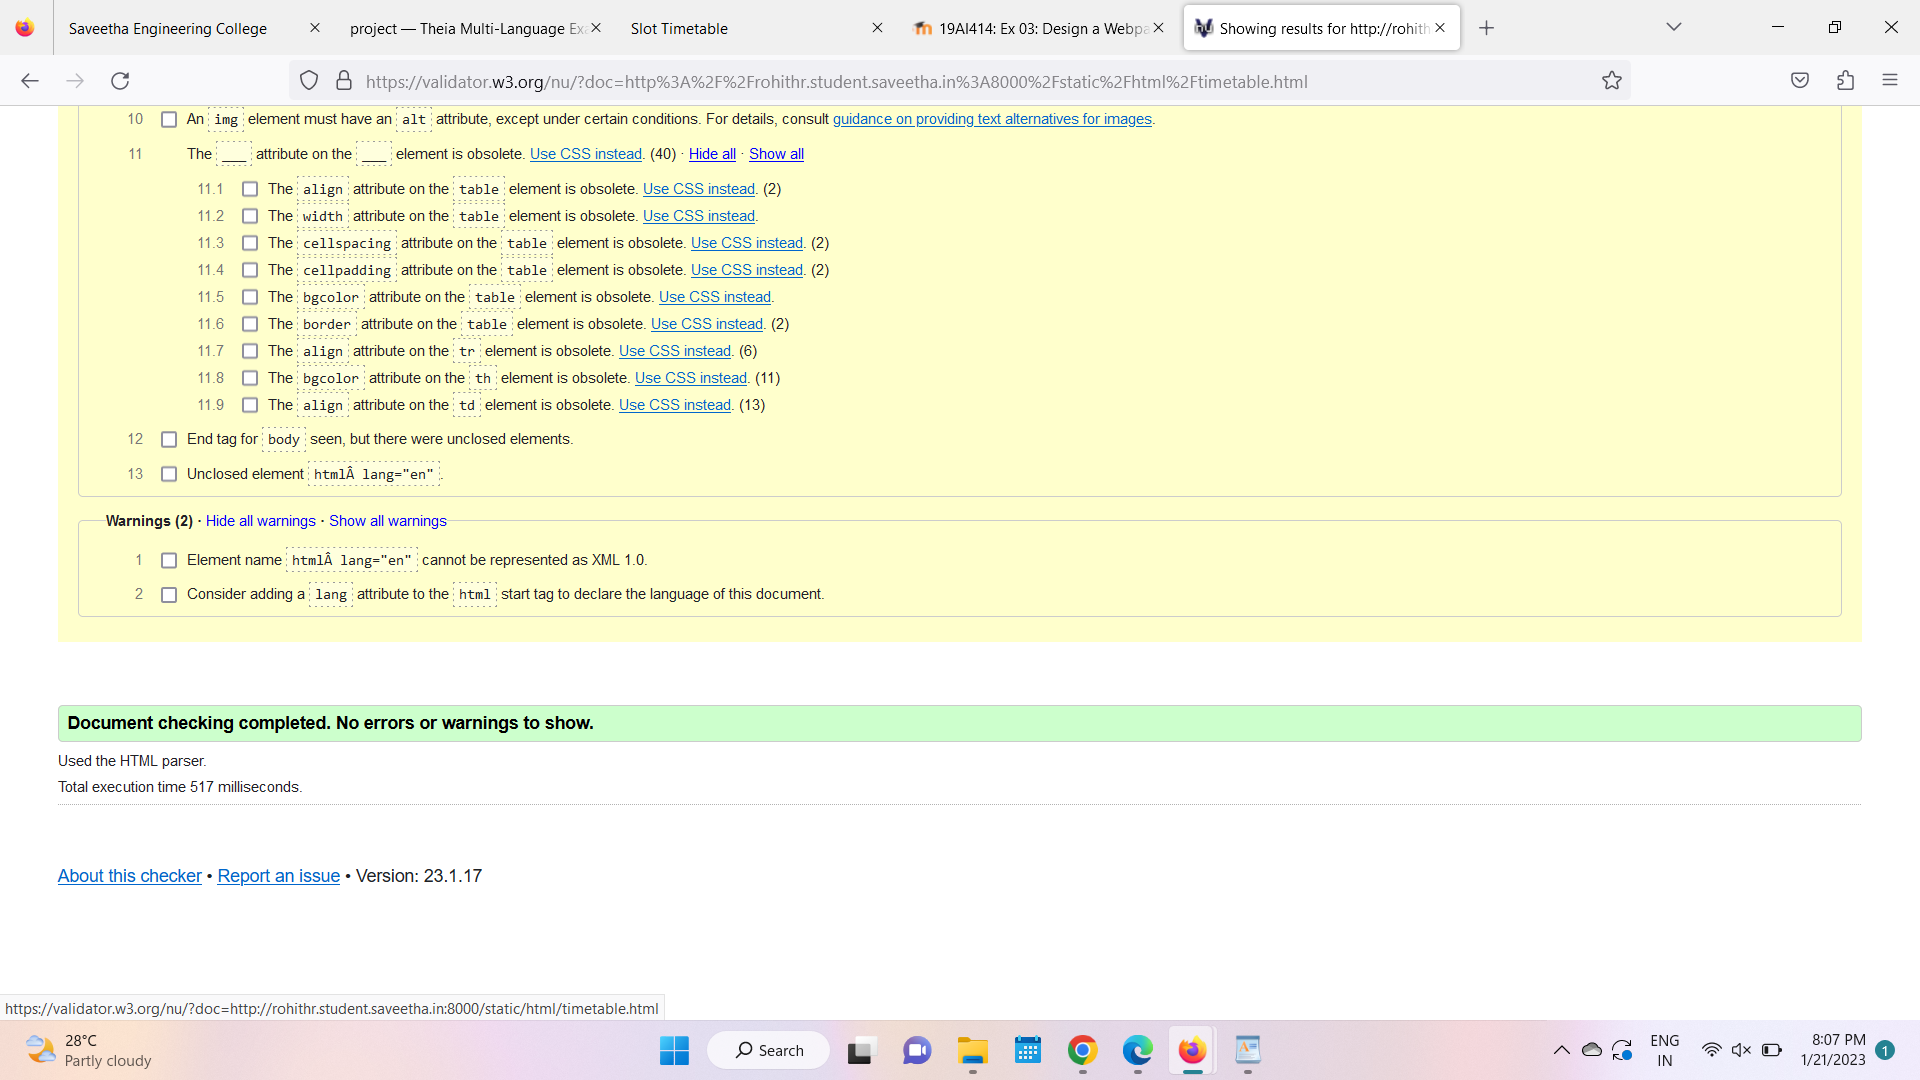 Saveetha Engineering College
project — Theia Multi-Language Exa
Slot Timetable
19AI414: Ex 03: Design a Webpa
Showing results for http://rohith
https://validator.w3.org/nu/?doc=http%3A%2F%2Frohithr.student.saveetha.in%3A8000%2Fstatic%2Fhtml%2Ftimetable.html
10 An img element must have an alt attribute, except under certain conditions. For details, consult guidance on providing text alternatives for images.
11 The ___ attribute on the ___ element is obsolete. Use CSS instead. (40) · Hide all · Show all
11.1 The align attribute on the table element is obsolete. Use CSS instead. (2)
11.2 The width attribute on the table element is obsolete. Use CSS instead.
11.3 The cellspacing attribute on the table element is obsolete. Use CSS instead. (2)
11.4 The cellpadding attribute on the table element is obsolete. Use CSS instead. (2)
11.5 The bgcolor attribute on the table element is obsolete. Use CSS instead.
11.6 The border attribute on the table element is obsolete. Use CSS instead. (2)
11.7 The align attribute on the tr element is obsolete. Use CSS instead. (6)
11.8 The bgcolor attribute on the th element is obsolete. Use CSS instead. (11)
11.9 The align attribute on the td element is obsolete. Use CSS instead. (13)
12 End tag for body seen, but there were unclosed elements.
13 Unclosed element htmlÂ lang="en".
Warnings (2) · Hide all warnings · Show all warnings
1 Element name htmlÂ lang="en" cannot be represented as XML 1.0.
2 Consider adding a lang attribute to the html start tag to declare the language of this document.
Document checking completed. No errors or warnings to show.
Used the HTML parser.
Total execution time 517 milliseconds.
About this checker • Report an issue • Version: 23.1.17
https://validator.w3.org/nu/?doc=http://rohithr.student.saveetha.in:8000/static/html/timetable.html
28°C
Partly cloudy
Search
ENG
IN
8:07 PM
1/21/2023
1